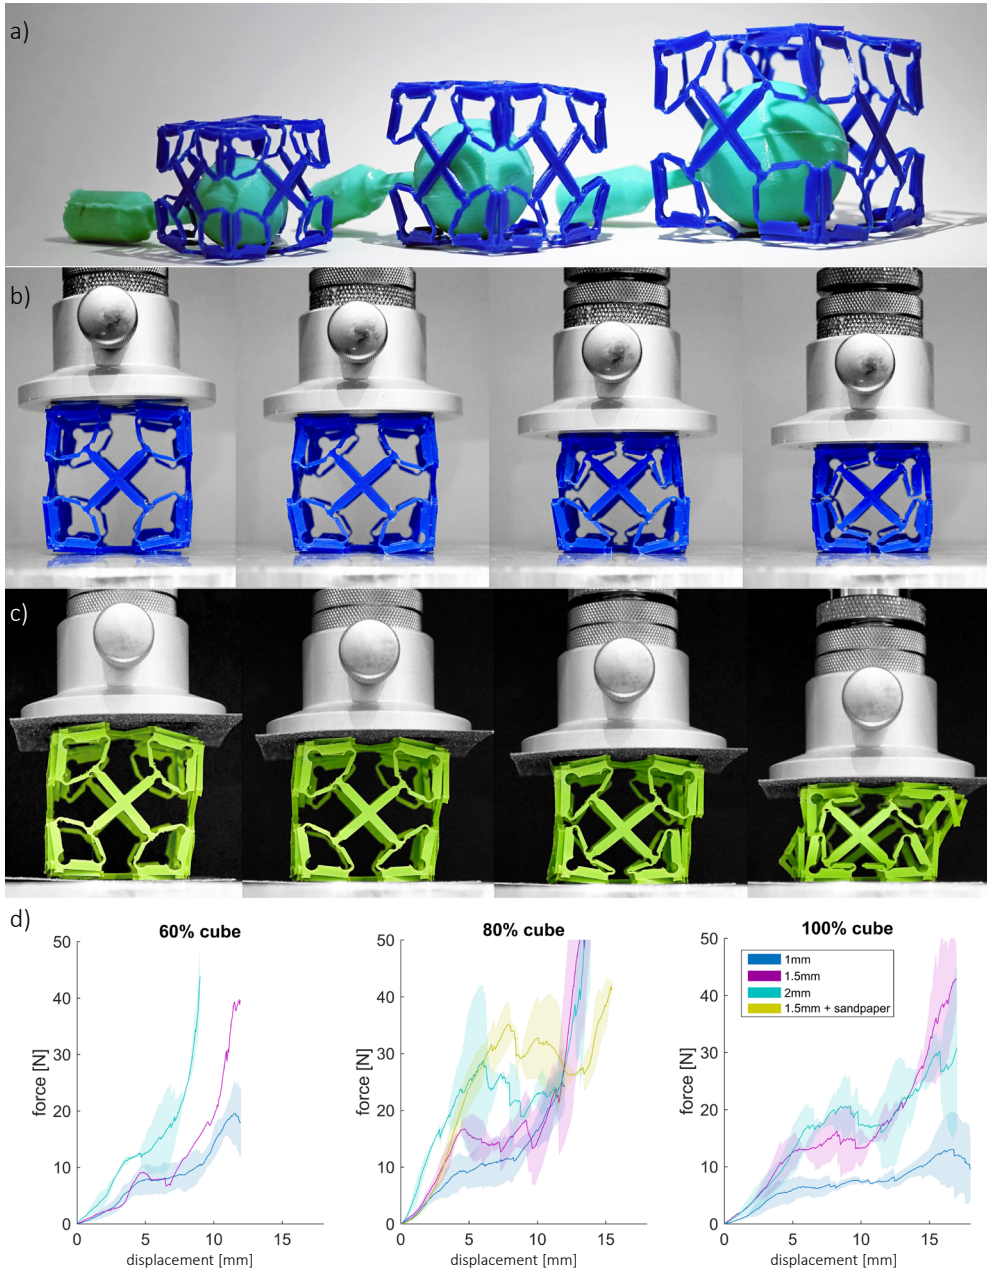 a)
b)
c)
d)
60% cube
50
40
30
20
10
0
force [N]
0
5
10
15
displacement [mm]
80% cube
50
40
30
20
10
0
force [N]
0
5
10
15
displacement [mm]
100% cube
50
40
30
20
10
0
force [N]
0
5
10
15
displacement [mm]
1mm
1.5mm
2mm
1.5mm + sandpaper